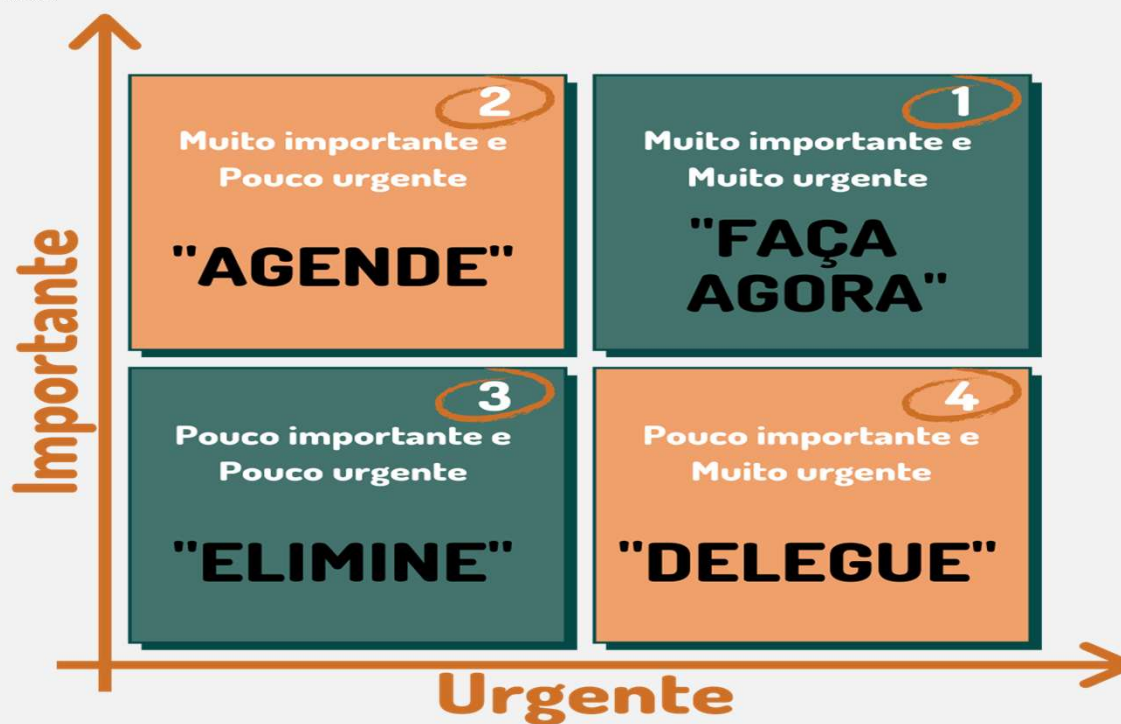 Importante
2
Muito importante e
Pouco urgente
"AGENDE"
1
Muito importante e
Muito urgente
"FAÇA
AGORA"
3
Pouco importante e
Pouco urgente
"ELIMINE"
4
Pouco importante e
Muito urgente
"DELEGUE"
Urgente